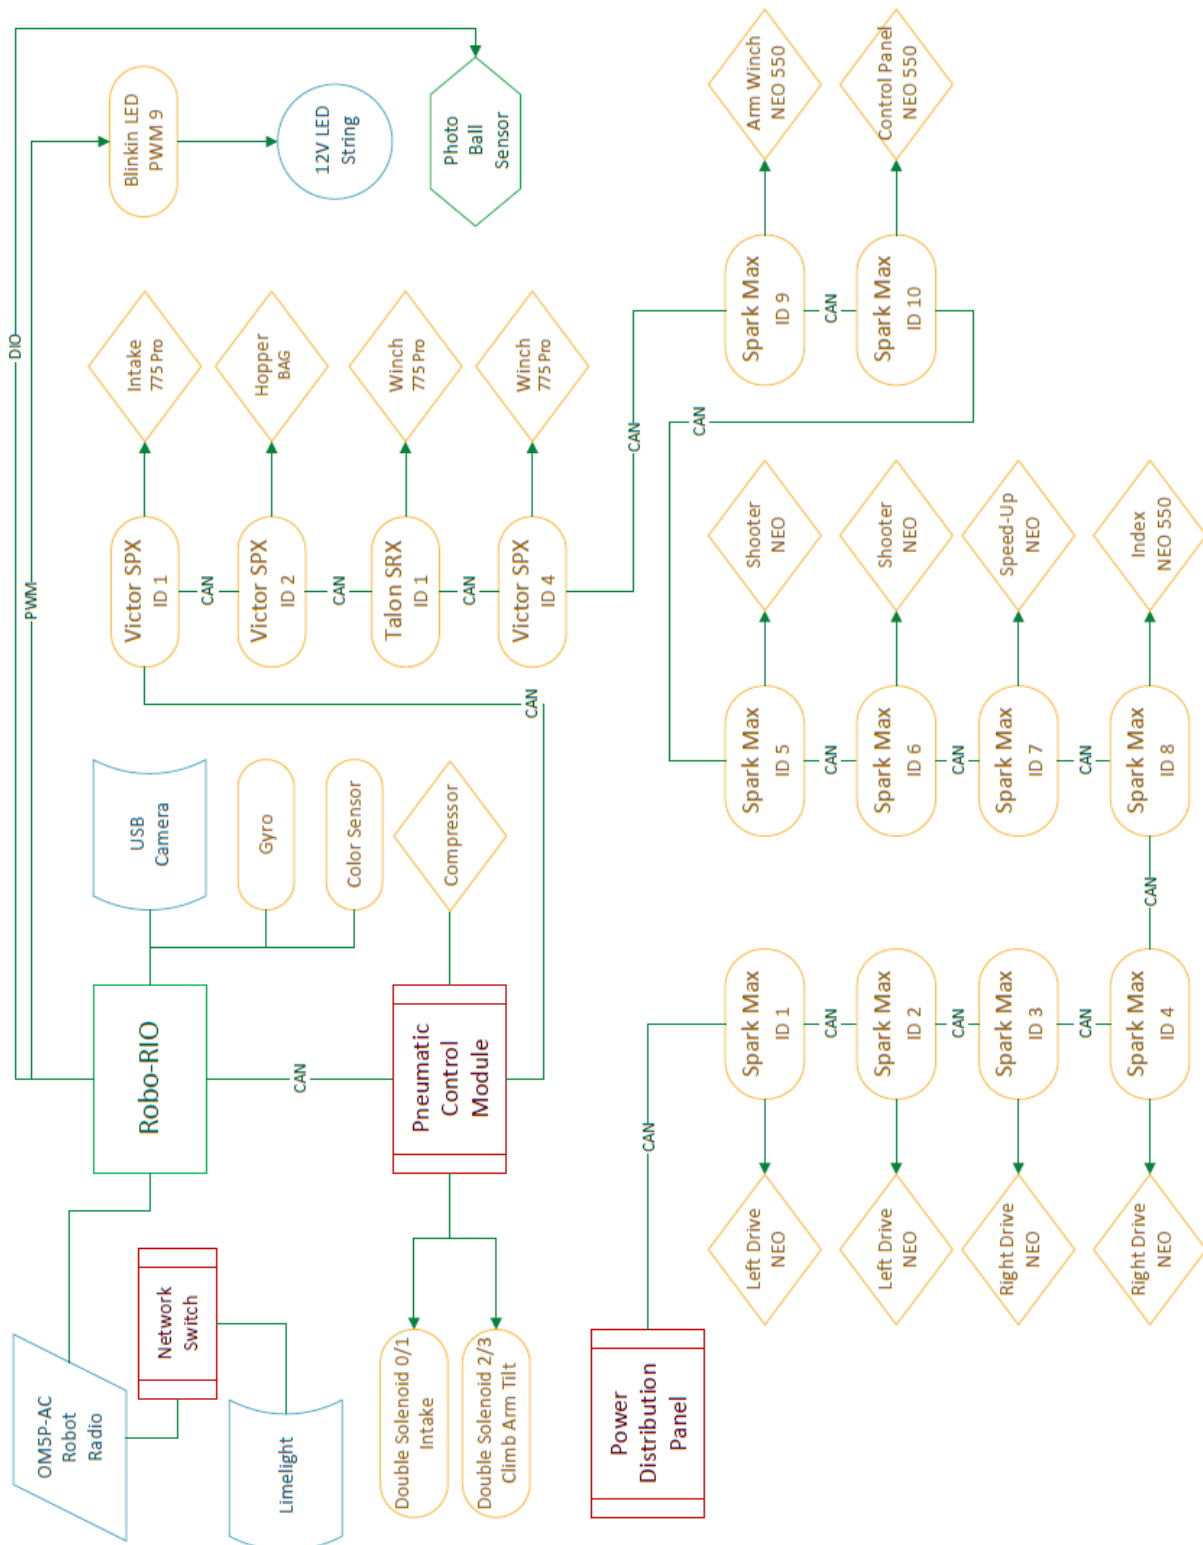 OM5P-AC
Robot
Radio
Network
Switch
Limelight
Robo-RIO
DIO
PWM
USB
Camera
Gyro
Color Sensor
Blinkin LED
PWM 9
12V LED
String
Photo
Ball
Sensor
CAN
Pneumatic
Control
Module
Compressor
Double Solenoid 0/1
Intake
Double Solenoid 2/3
Climb Arm Tilt
CAN
Victor SPX
ID 1
Intake
775 Pro
CAN
Victor SPX
ID 2
Hopper
BAG
CAN
Talon SRX
ID 1
Winch
775 Pro
CAN
Victor SPX
ID 4
Winch
775 Pro
CAN
Spark Max
ID 9
Arm Winch
NEO 550
CAN
Spark Max
ID 10
Control Panel
NEO 550
CAN
Spark Max
ID 5
Shooter
NEO
CAN
Spark Max
ID 6
Shooter
NEO
CAN
Spark Max
ID 7
Speed-Up
NEO
CAN
Spark Max
ID 8
Index
NEO 550
CAN
Power
Distribution
Panel
CAN
Spark Max
ID 1
Left Drive
NEO
CAN
Spark Max
ID 2
Left Drive
NEO
CAN
Spark Max
ID 3
Right Drive
NEO
CAN
Spark Max
ID 4
Right Drive
NEO